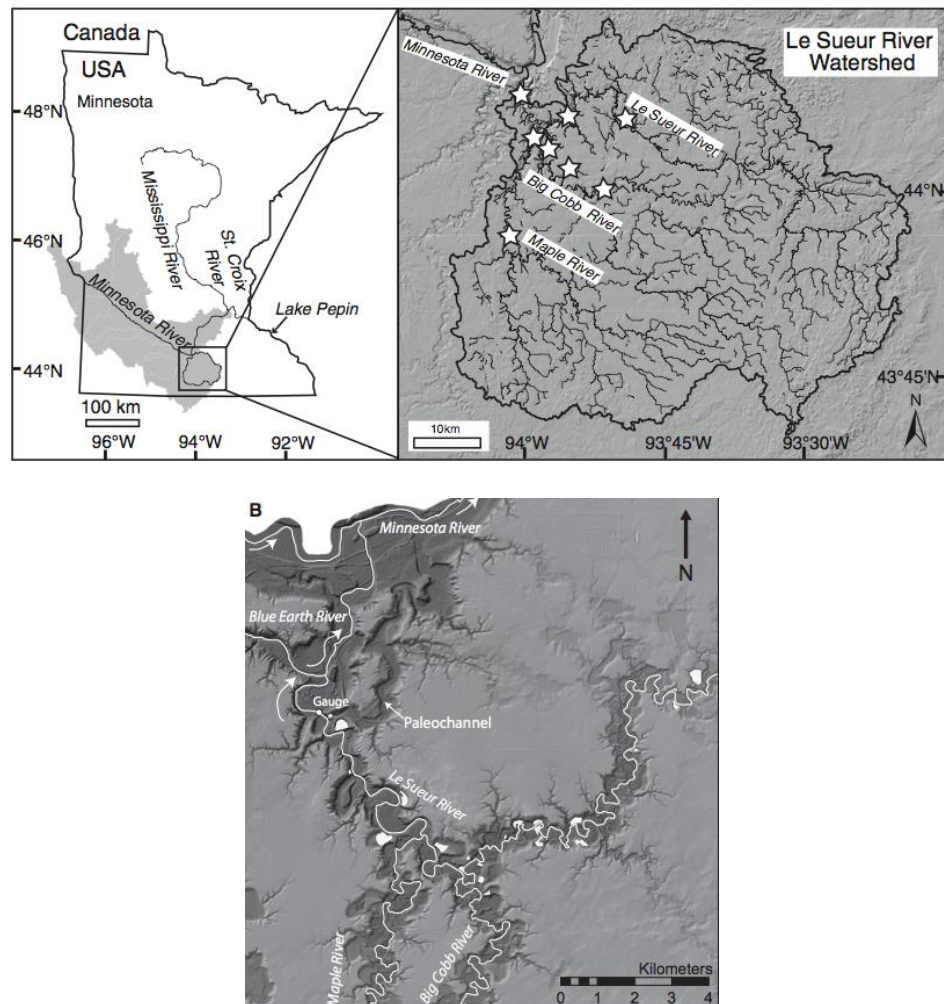 Canada
USA
Minnesota
48°N
46°N
44°N
Mississippi River
St. Croix
River
Minnesota River
Lake Pepin
100 km
96°W
94°W
92°W
Le Sueur River
Watershed
Minnesota River
Le Sueur River
Big Cobb River
Maple River
44°N
43°45'N
N
10km
94°W
93°45'W
93°30'W
B
Minnesota River
N
Blue Earth River
Gauge
Paleochannel
Le Sueur River
Maple River
Big Cobb River
Kilometers
0 1 2 3 4